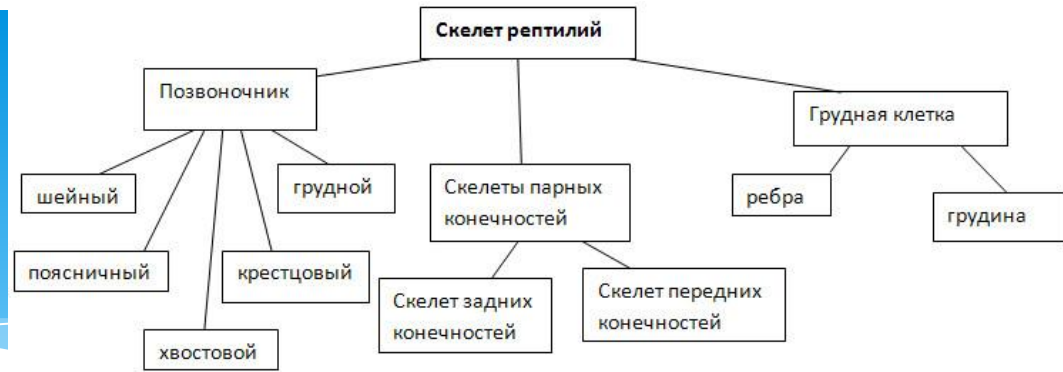 Скелет рептилий
Позвоночник
Грудная клетка
шейный
грудной
Скелеты парных
конечностей
ребра
грудина
поясничный
крестцовый
Скелет задних
конечностей
Скелет передних
конечностей
хвостовой